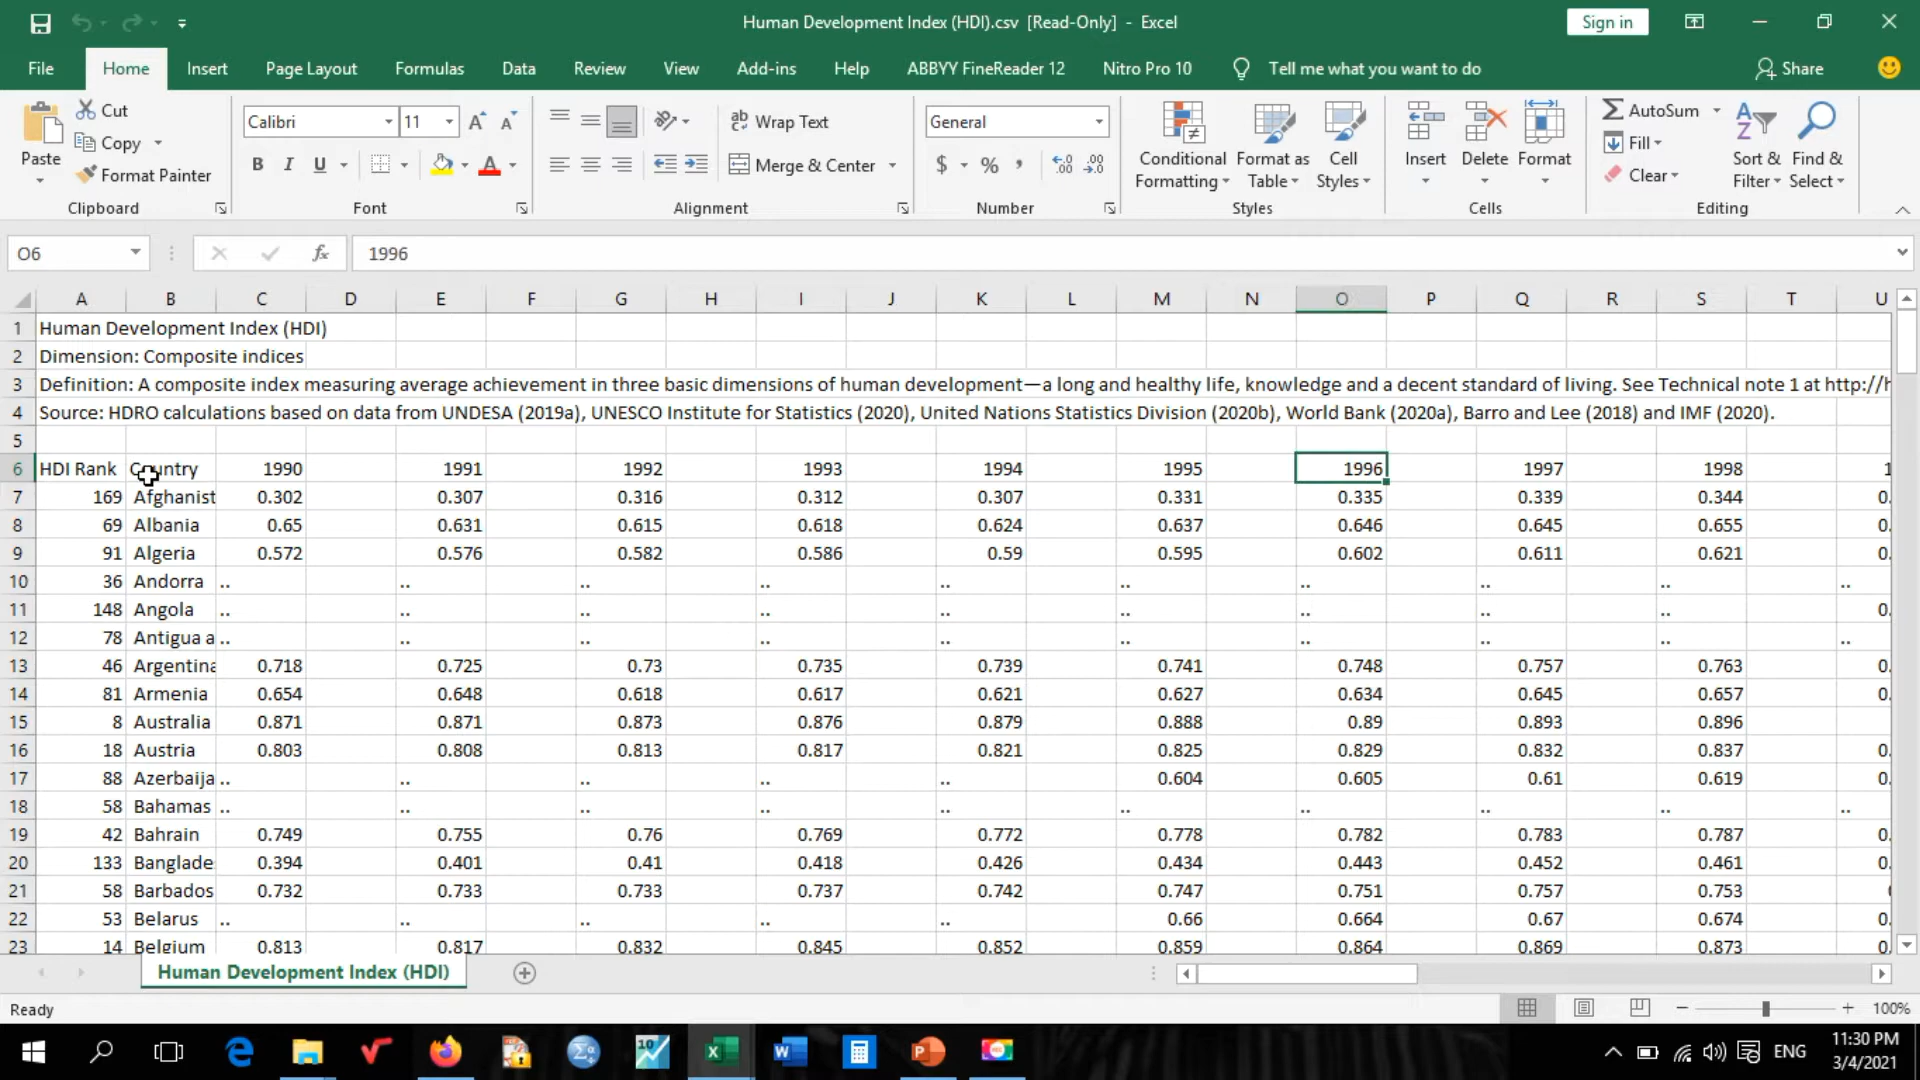 Human Development Index (HDI).csv [Read-Only] - Excel
Sign in
File Home Insert Page Layout Formulas Data Review View Add-ins Help ABBYY FineReader 12 Nitro Pro 10 Tell me what you want to do Share
Paste
Cut
Copy
Format Painter
Clipboard
Calibri 11
B I U
Font
Wrap Text
Merge & Center
Alignment
General
$ % ,
Number
Conditional Formatting
Format as Table
Cell Styles
Styles
Insert Delete Format
Cells
AutoSum
Fill
Clear
Sort & Filter
Find & Select
Editing
O6 fx 1996
A B C D E F G H I J K L M N O P Q R S T U
1 Human Development Index (HDI)
2 Dimension: Composite indices
3 Definition: A composite index measuring average achievement in three basic dimensions of human development—a long and healthy life, knowledge and a decent standard of living. See Technical note 1 at http://h
4 Source: HDRO calculations based on data from UNDESA (2019a), UNESCO Institute for Statistics (2020), United Nations Statistics Division (2020b), World Bank (2020a), Barro and Lee (2018) and IMF (2020).
5
6 HDI Rank Country 1990 1991 1992 1993 1994 1995 1996 1997 1998 1
7 169 Afghanist 0.302 0.307 0.316 0.312 0.307 0.331 0.335 0.339 0.344 0.
8 69 Albania 0.65 0.631 0.615 0.618 0.624 0.637 0.646 0.645 0.655 0.
9 91 Algeria 0.572 0.576 0.582 0.586 0.59 0.595 0.602 0.611 0.621 0.
10 36 Andorra .. .. .. .. .. .. .. .. .. ..
11 148 Angola .. .. .. .. .. .. .. .. .. 0.
12 78 Antigua a .. .. .. .. .. .. .. .. .. ..
13 46 Argentina 0.718 0.725 0.73 0.735 0.739 0.741 0.748 0.757 0.763 0.
14 81 Armenia 0.654 0.648 0.618 0.617 0.621 0.627 0.634 0.645 0.657 0.
15 8 Australia 0.871 0.871 0.873 0.876 0.879 0.888 0.89 0.893 0.896
16 18 Austria 0.803 0.808 0.813 0.817 0.821 0.825 0.829 0.832 0.837 0.
17 88 Azerbaija .. .. .. .. .. 0.604 0.605 0.61 0.619 0.
18 58 Bahamas .. .. .. .. .. .. .. .. .. ..
19 42 Bahrain 0.749 0.755 0.76 0.769 0.772 0.778 0.782 0.783 0.787 0.
20 133 Banglade 0.394 0.401 0.41 0.418 0.426 0.434 0.443 0.452 0.461 0.
21 58 Barbados 0.732 0.733 0.733 0.737 0.742 0.747 0.751 0.757 0.753
22 53 Belarus .. .. .. .. .. 0.66 0.664 0.67 0.674 0.
23 14 Belgium 0.813 0.817 0.832 0.845 0.852 0.859 0.864 0.869 0.873 0.
Human Development Index (HDI)
Ready
100%
ENG
11:30 PM
3/4/2021